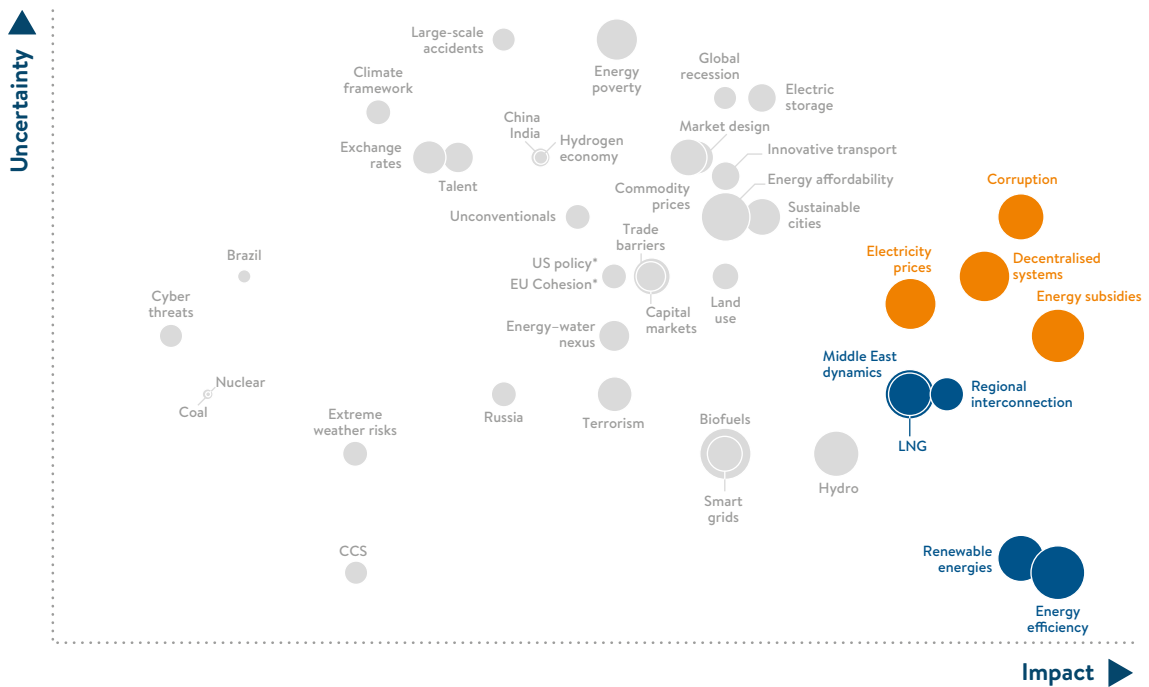 Uncertainty
Large-scale
accidents
Energy
poverty
Global
recession
Electric
storage
Climate
framework
China
India
Hydrogen
economy
Market design
Exchange
rates
Talent
Innovative transport
Commodity
prices
Energy affordability
Sustainable
cities
Unconventionals
Corruption
Trade
barriers
Brazil
US policy*
EU Cohesion*
Electricity
prices
Decentralised
systems
Energy subsidies
Cyber
threats
Land
use
Capital
markets
Energy–water
nexus
Middle East
dynamics
Nuclear
Coal
Regional
interconnection
Russia
Terrorism
Extreme
weather risks
Biofuels
LNG
Hydro
Smart
grids
CCS
Renewable
energies
Energy
efficiency
Impact